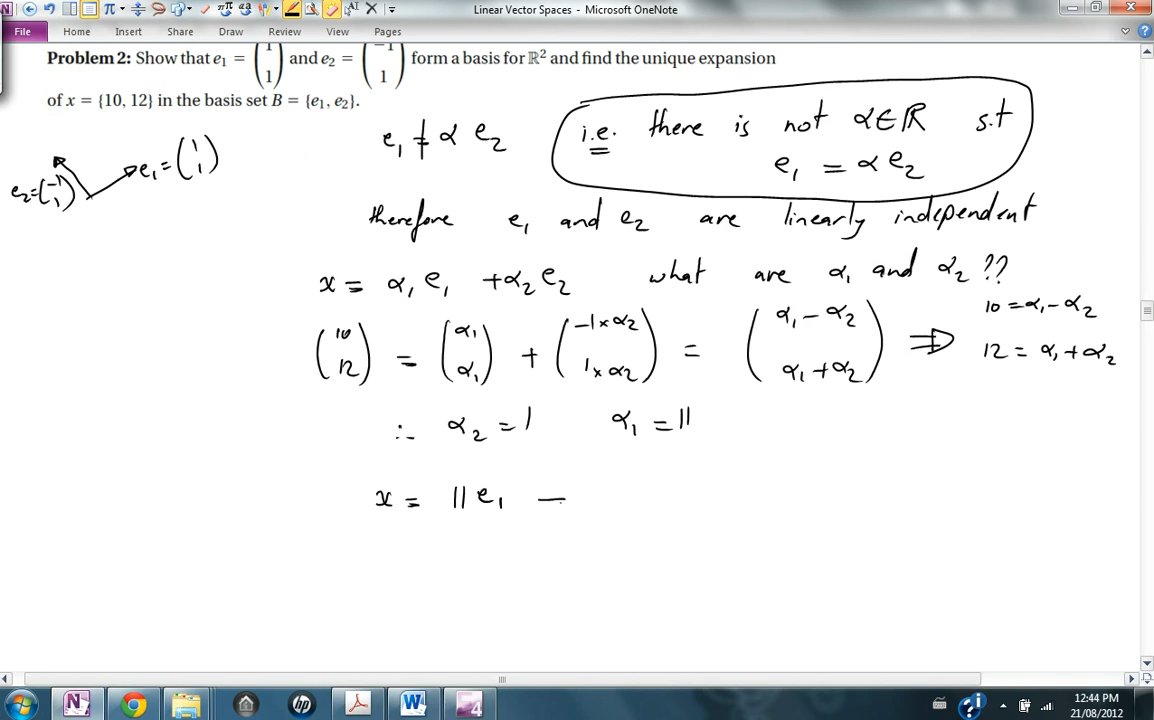 Linear Vector Spaces - Microsoft OneNote
File Home Insert Share Draw Review View
Problem 2: Show that e1 = (1 1) and e2 = (−1 1) form a basis for ℝ² and find the unique expansion
of x = {10, 12} in the basis set B = {e1, e2}.
e1 ≠ α e2
i.e. there is not α∈ℝ s.t
e1 = α e2
e1 = (1 1)
e2 = (-1 1)
therefore e1 and e2 are linearly independent
x = α1 e1 + α2 e2 what are α1 and α2 ??
(10 12) = (α1 α1) + (-1×α2 1×α2) = (α1 - α2 α1 + α2) ⇒ 10 = α1 - α2
12 = α1 + α2
∴ α2 = 1 α1 = 11
x = 11 e1 —
12:44 PM
21/08/2012